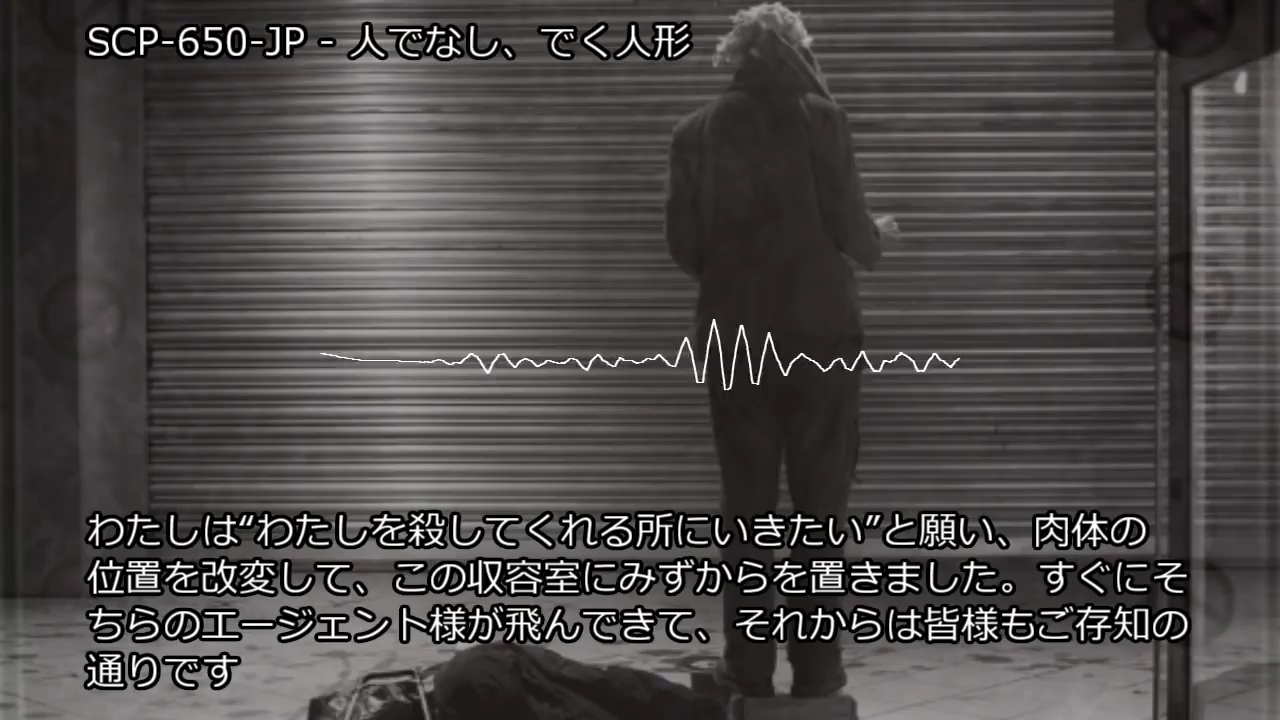 SCP-650-JP - 人でなし、でく人形
わたしは“わたしを殺してくれる所にいきたい”と願い、肉体の
位置を改変して、この収容室にみずからを置きました。すぐにそ
ちらのエージェント様が飛んできて、それからは皆様もご存知の
通りです